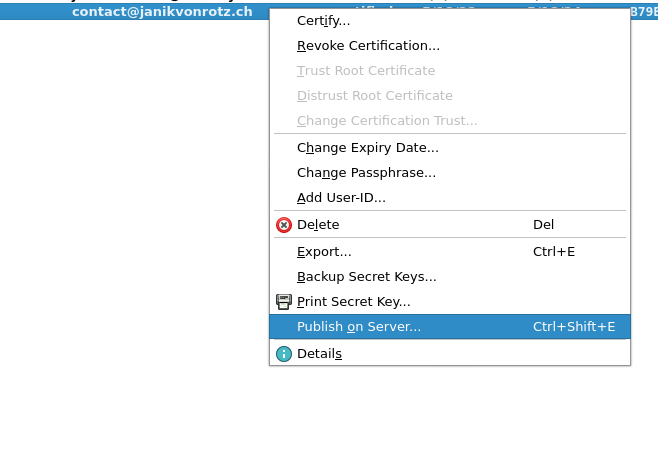 contact@janikvonrotz.ch
Certify...
Revoke Certification...
Trust Root Certificate
Distrust Root Certificate
Change Certification Trust...
Change Expiry Date...
Change Passphrase...
Add User-ID...
Delete Del
Export... Ctrl+E
Backup Secret Keys...
Print Secret Key...
Publish on Server... Ctrl+Shift+E
Details